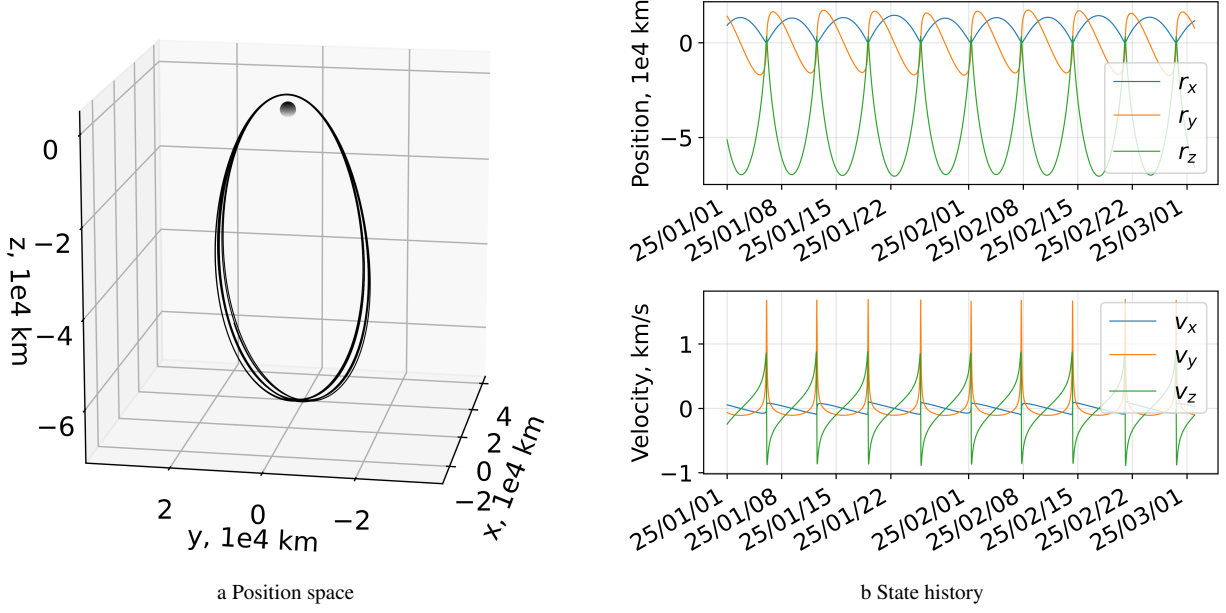 0
−2
−4
−6
z, 1e4 km
2
0
−2
y, 1e4 km
4
2
0
−2
x, 1e4 km
a Position space
Position, 1e4 km
0
−5
r_x
r_y
r_z
25/01/01
25/01/08
25/01/15
25/01/22
25/02/01
25/02/08
25/02/15
25/02/22
25/03/01
Velocity, km/s
1
0
−1
v_x
v_y
v_z
25/01/01
25/01/08
25/01/15
25/01/22
25/02/01
25/02/08
25/02/15
25/02/22
25/03/01
b State history